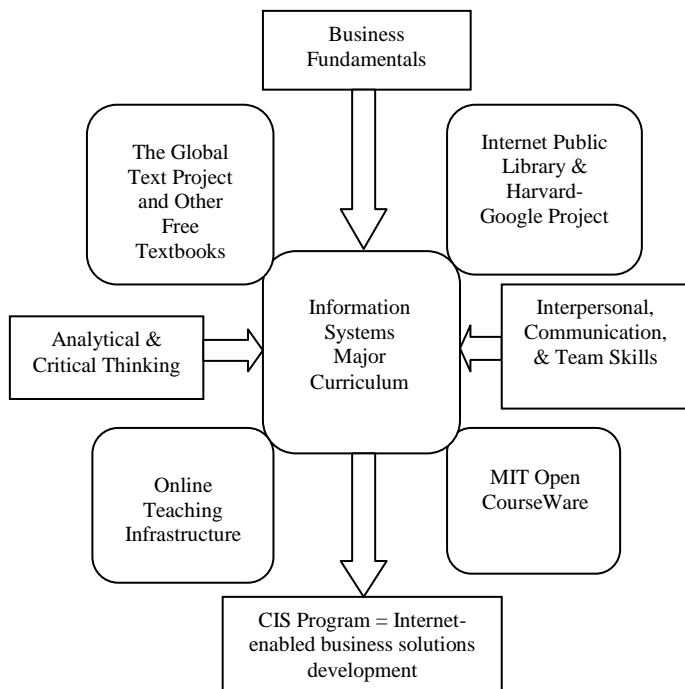 Business
Fundamentals
The Global
Text Project
and Other
Free
Textbooks
Internet Public
Library &
Harvard-
Google Project
Information
Systems
Major
Curriculum
Analytical &
Critical Thinking
Interpersonal,
Communication,
& Team Skills
Online
Teaching
Infrastructure
MIT Open
CourseWare
CIS Program = Internet-
enabled business solutions
development